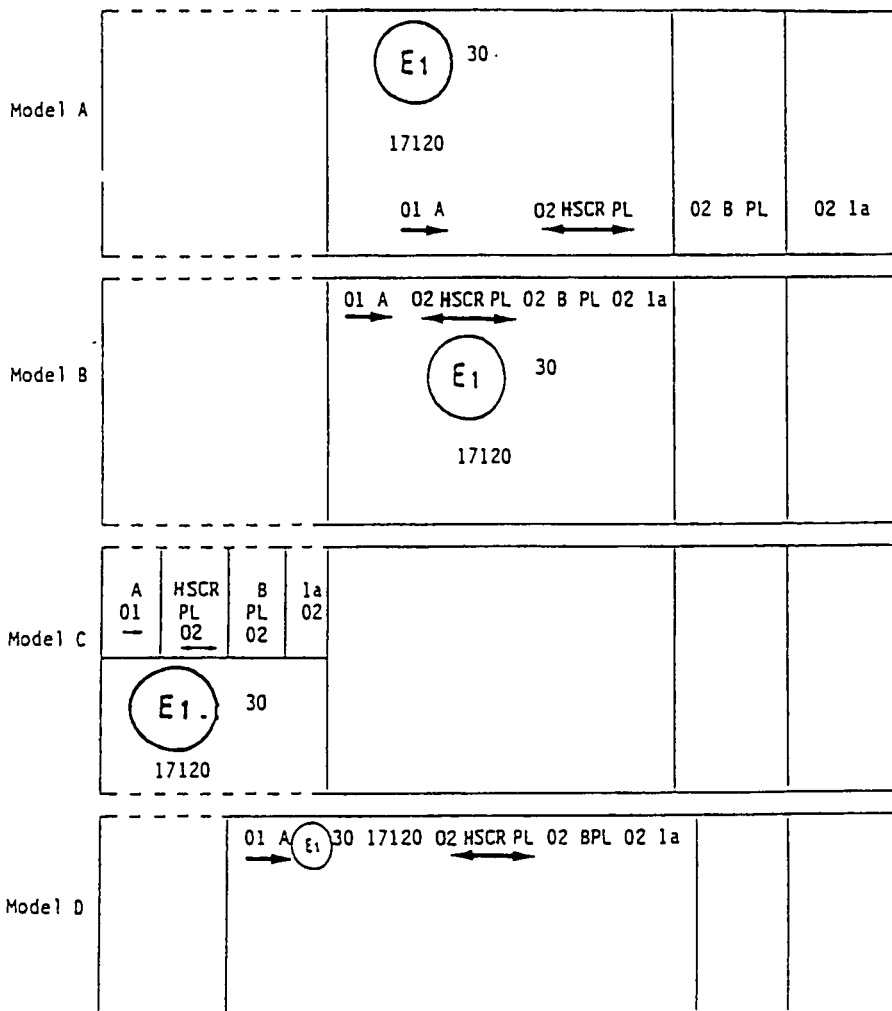 E1 30
Model A
17120
01 A 02 HSCR PL 02 B PL 02 1a
01 A 02 HSCR PL 02 B PL 02 1a
Model B
E1 30
17120
A HSCR B 1a
01 PL PL 02
02 02
Model C
E1. 30
17120
01 A E1 30 17120 02 HSCR PL 02 BPL 02 1a
Model D